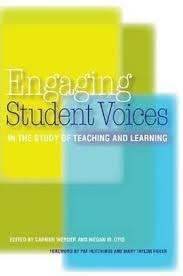 Engaging
Student Voices
IN THE STUDY OF TEACHING AND LEARNING
EDITED BY CARMEN WERDER AND MEGAN M. OTIS
FOREWORD BY PAT HUTCHINGS AND MARY TAYLOR HUBER